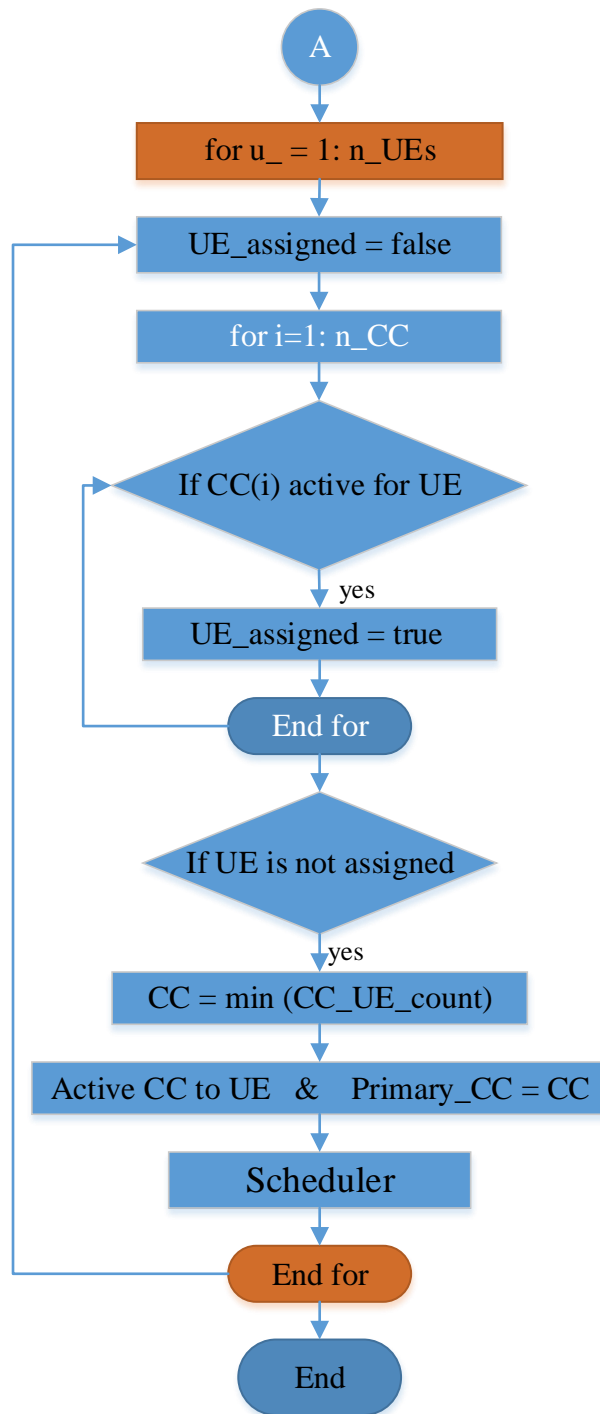 A
for u_ = 1: n_UEs
UE_assigned = false
for i=1: n_CC
If CC(i) active for UE
yes
UE_assigned = true
End for
If UE is not assigned
yes
CC = min (CC_UE_count)
Active CC to UE & Primary_CC = CC
Scheduler
End for
End